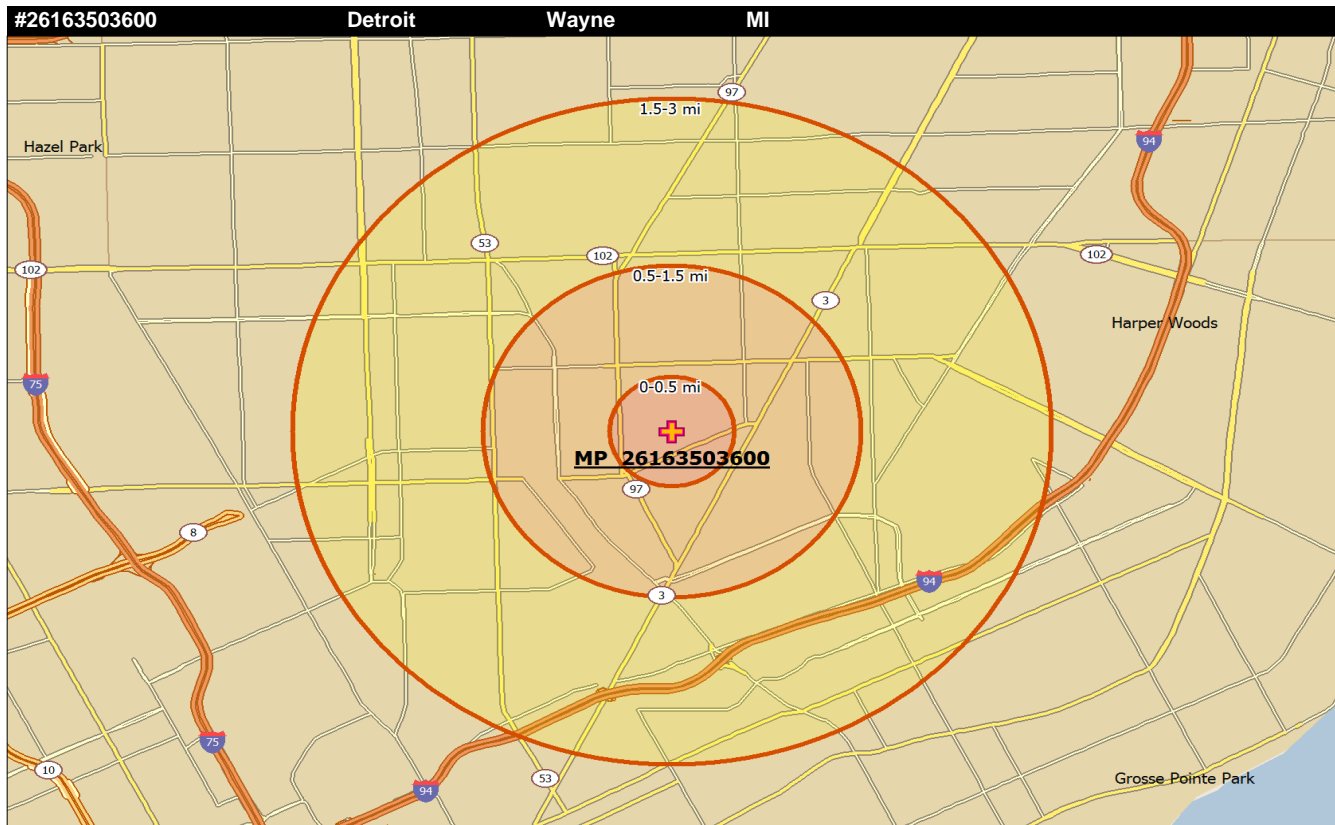 #26163503600 Detroit Wayne MI
97
1.5-3 mi
94
Hazel Park
53
102
102
102
0.5-1.5 mi
3
Harper Woods
75
0-0.5 mi
MP 26163503600
97
8
94
3
75
10
53
94
Grosse Pointe Park